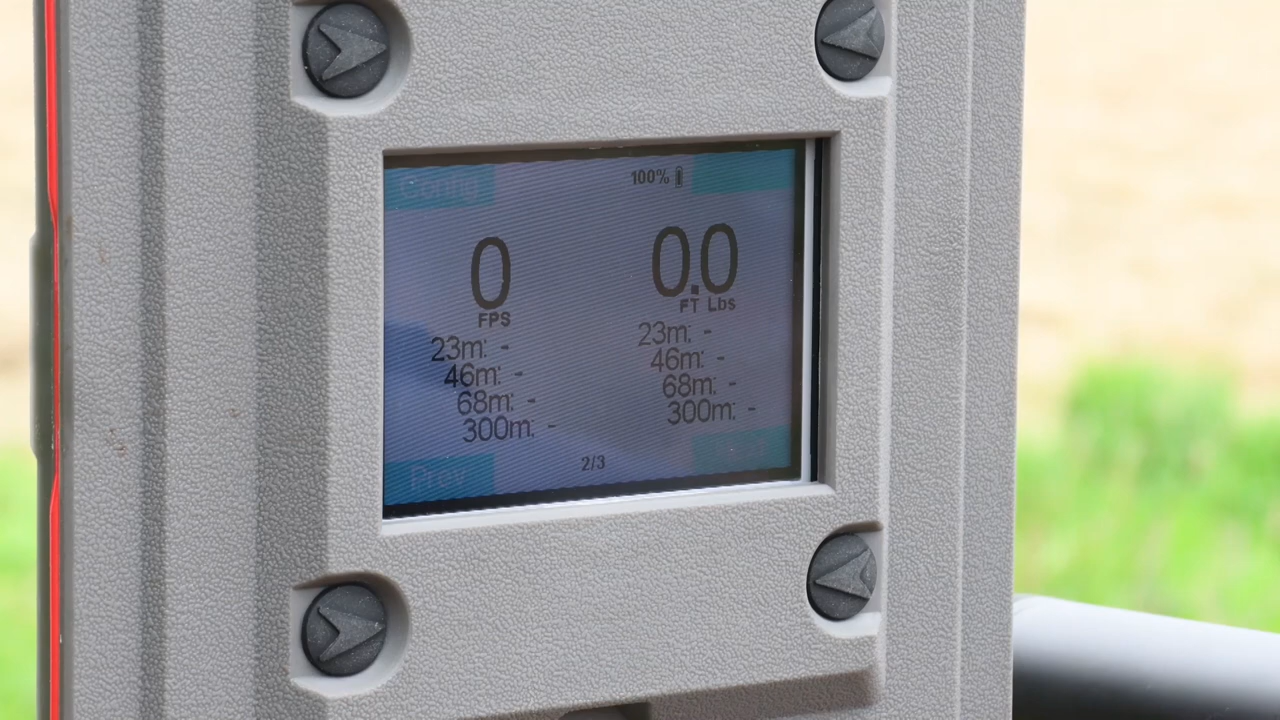 Config
100%
0
0.0
FPS
FT Lbs
23m: -
46m: -
68m: -
300m: -
23m: -
46m: -
68m: -
300m: -
Prev
2/3